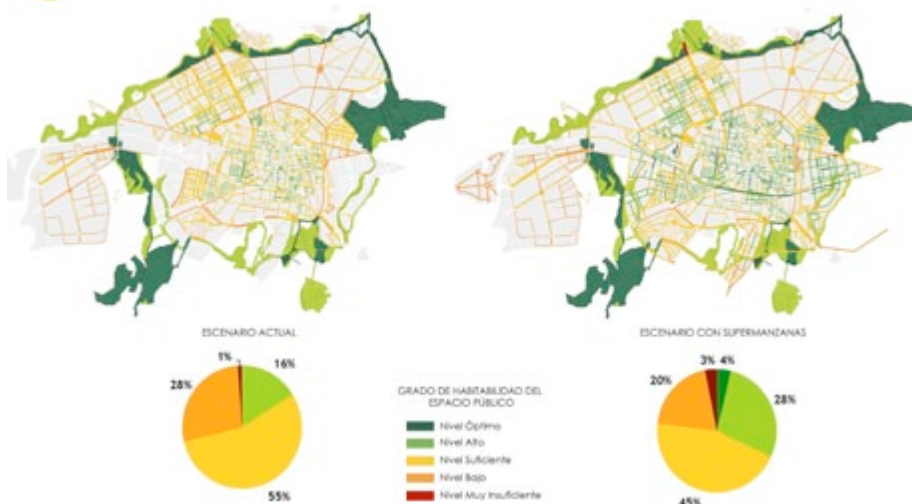 ESCENARIO ACTUAL
1%
16%
28%
55%
GRADO DE HABITABILIDAD DEL
ESPACIO PÚBLICO
Nivel Óptimo
Nivel Alto
Nivel Suficiente
Nivel Bajo
Nivel Muy Insuficiente
ESCENARIO CON SUPERMANZANAS
3%
4%
20%
28%
45%